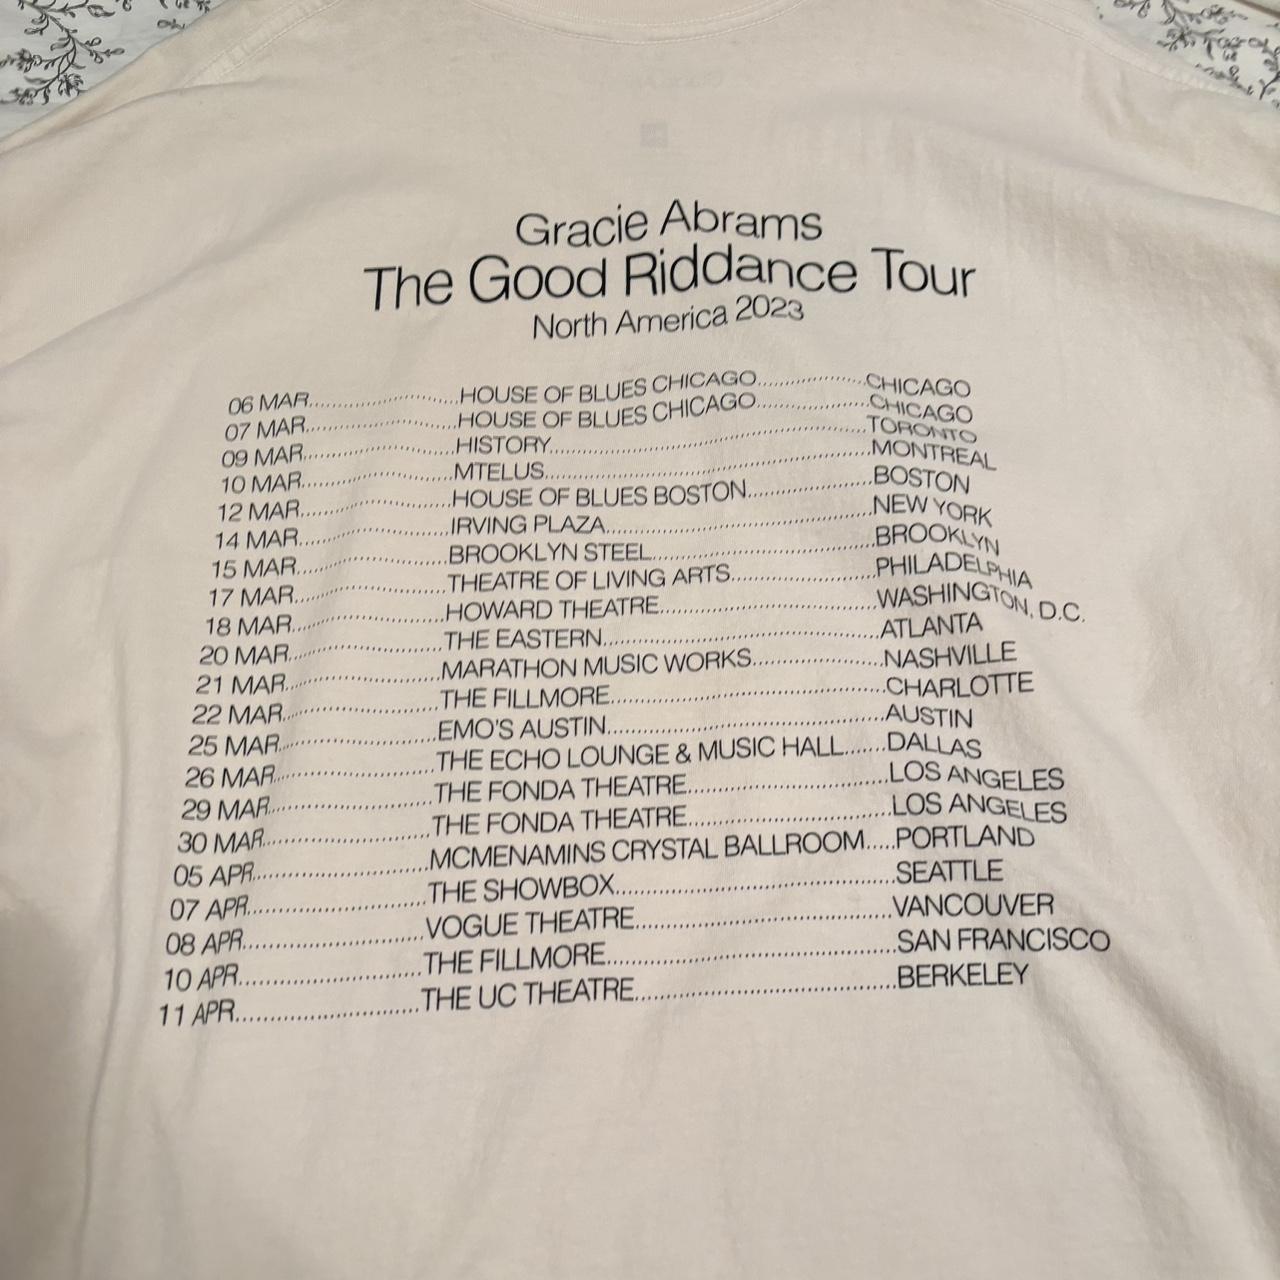 Gracie Abrams
The Good Riddance Tour
North America 2023
06 MAR..................HOUSE OF BLUES CHICAGO..................CHICAGO
07 MAR..................HOUSE OF BLUES CHICAGO..................CHICAGO
09 MAR..................HISTORY..................TORONTO
10 MAR..................MTELUS..................MONTREAL
12 MAR..................HOUSE OF BLUES BOSTON..................BOSTON
14 MAR..................IRVING PLAZA..................NEW YORK
15 MAR..................BROOKLYN STEEL..................BROOKLYN
17 MAR..................THEATRE OF LIVING ARTS..................PHILADELPHIA
18 MAR..................HOWARD THEATRE..................WASHINGTON, D.C.
20 MAR..................THE EASTERN..................ATLANTA
21 MAR..................MARATHON MUSIC WORKS..................NASHVILLE
22 MAR..................THE FILLMORE..................CHARLOTTE
25 MAR..................EMO'S AUSTIN..................AUSTIN
26 MAR..................THE ECHO LOUNGE & MUSIC HALL......DALLAS
29 MAR..................THE FONDA THEATRE..................LOS ANGELES
30 MAR..................THE FONDA THEATRE..................LOS ANGELES
05 APR..................MCMENAMINS CRYSTAL BALLROOM.....PORTLAND
07 APR..................THE SHOWBOX..................SEATTLE
08 APR..................VOGUE THEATRE..................VANCOUVER
10 APR..................THE FILLMORE..................SAN FRANCISCO
11 APR..................THE UC THEATRE..................BERKELEY